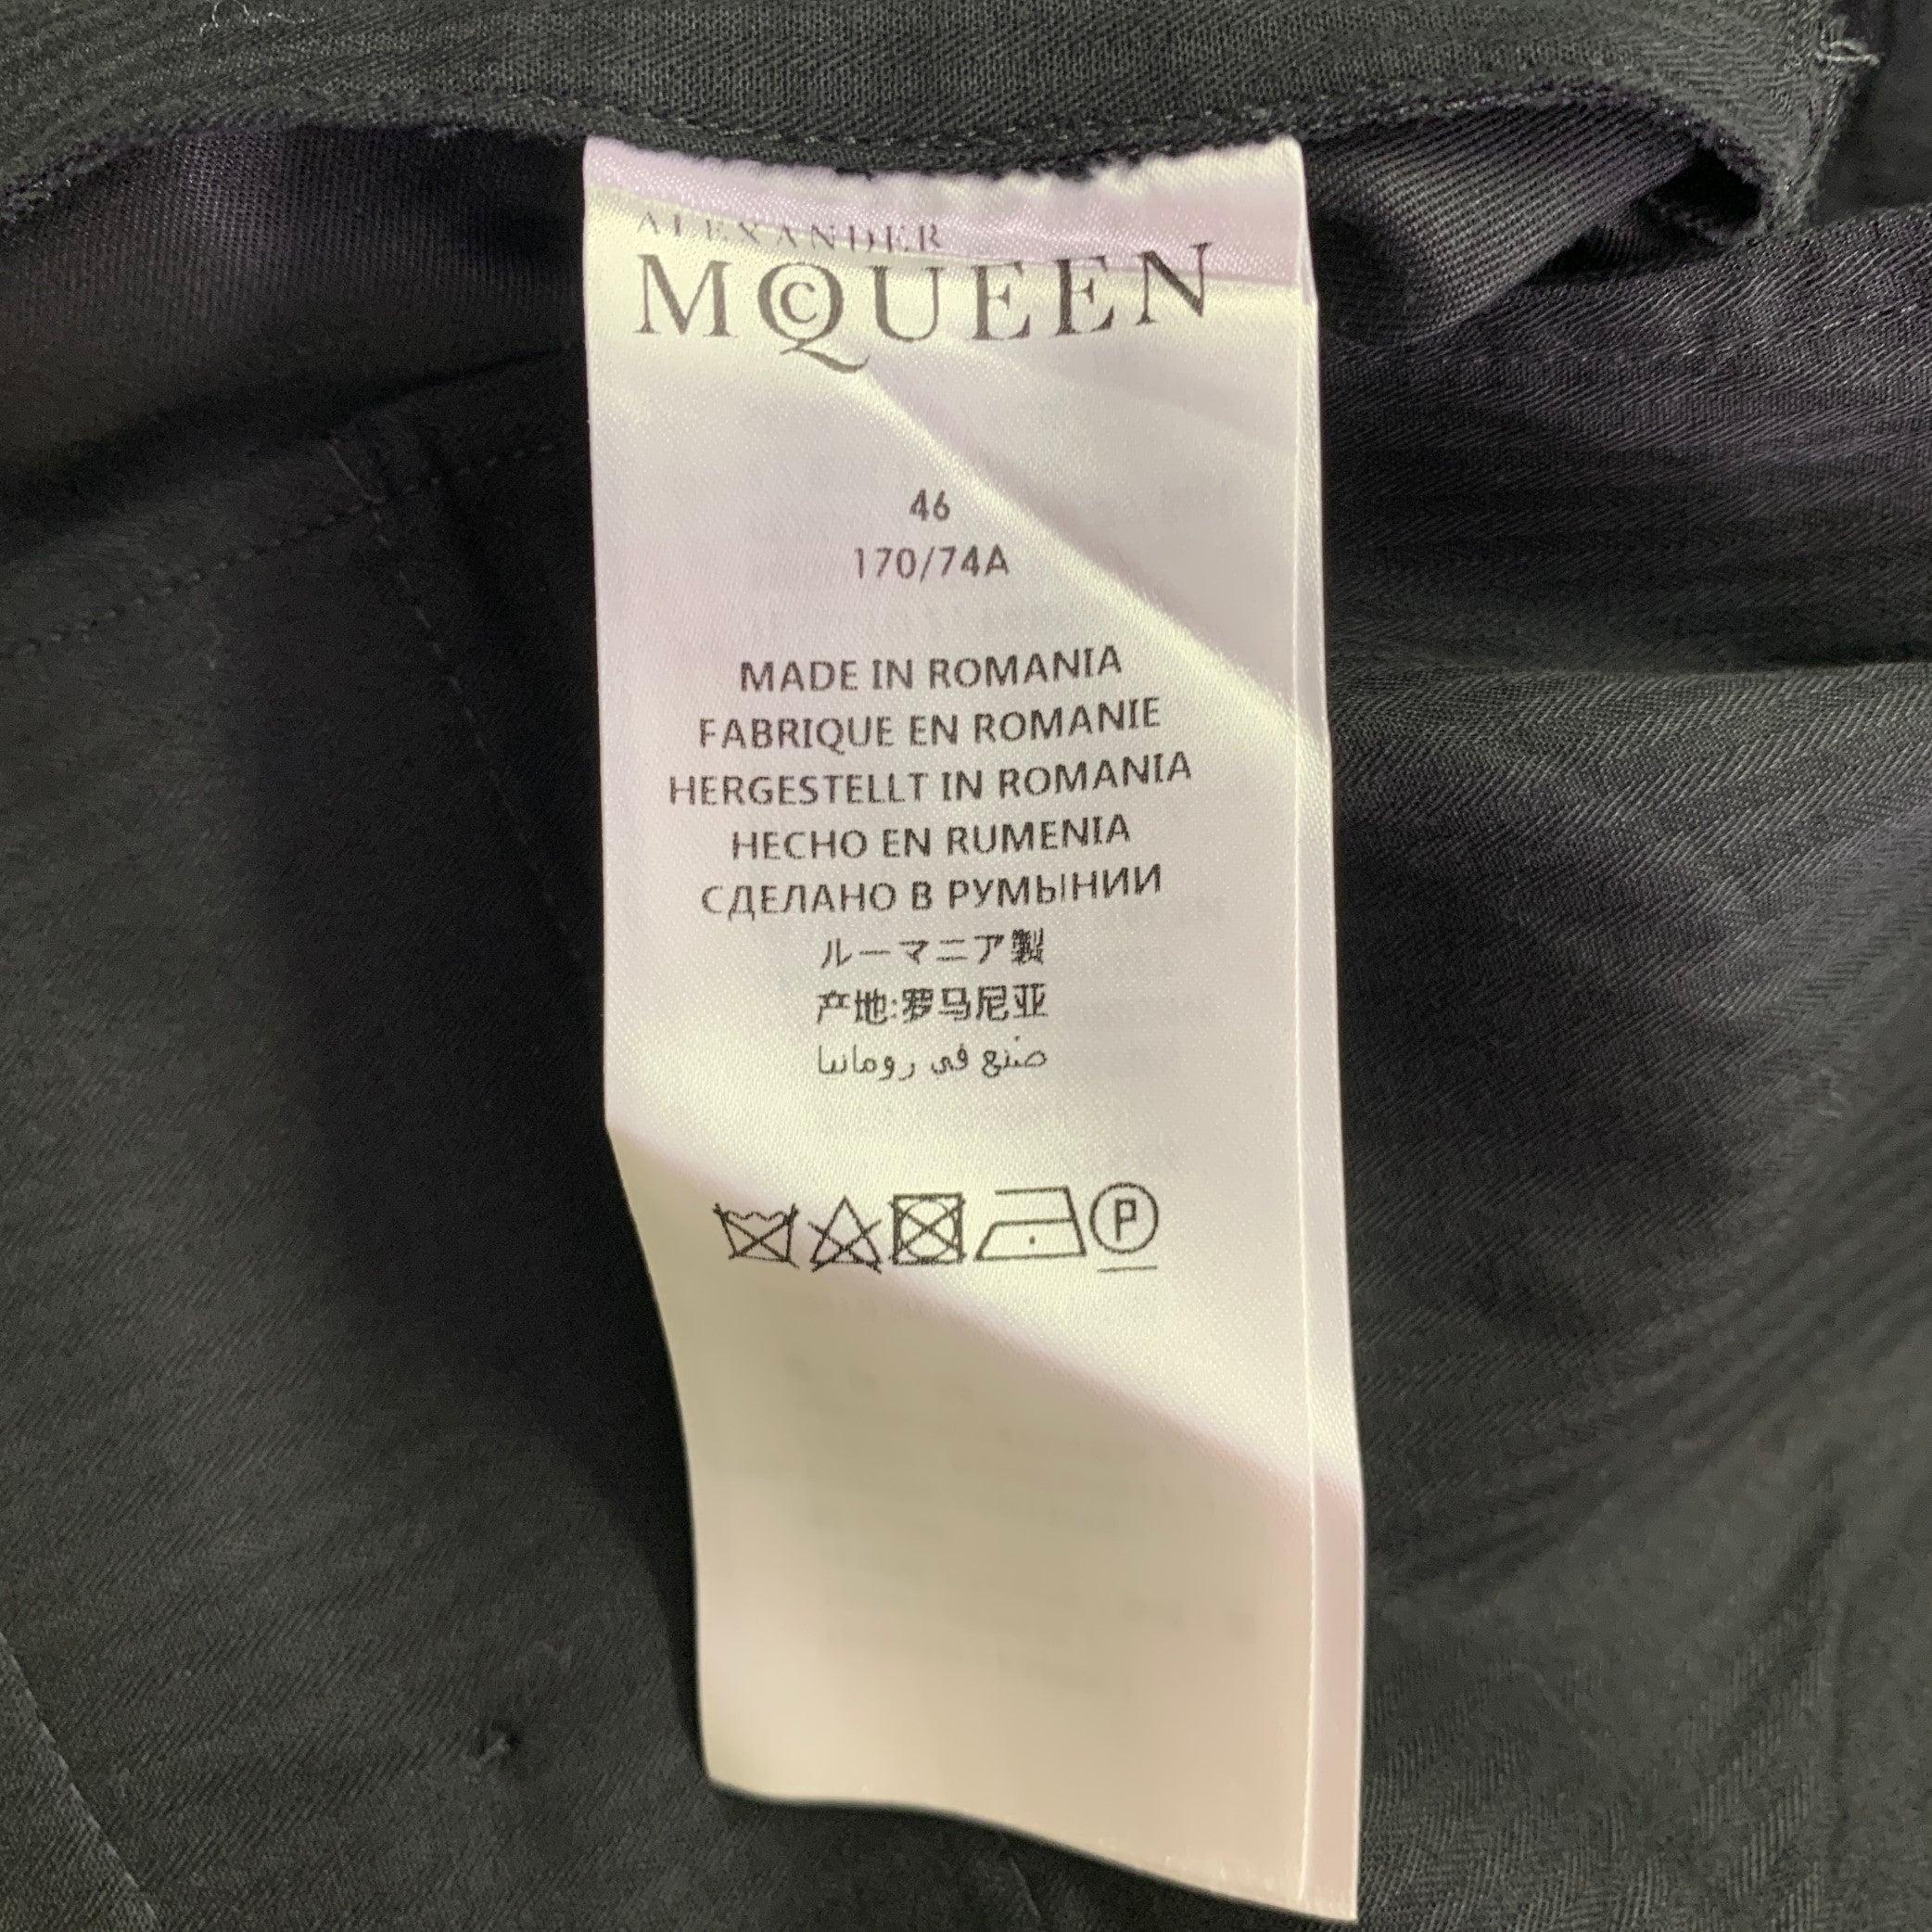 ALEXANDER
MCQUEEN
46
170/74A
MADE IN ROMANIA
FABRIQUE EN ROMANIE
HERGESTELLT IN ROMANIA
HECHO EN RUMENIA
СДЕЛАНО В РУМЫНИИ
ルーマニア製
产地:罗马尼亚
صنع في رومانيا
P